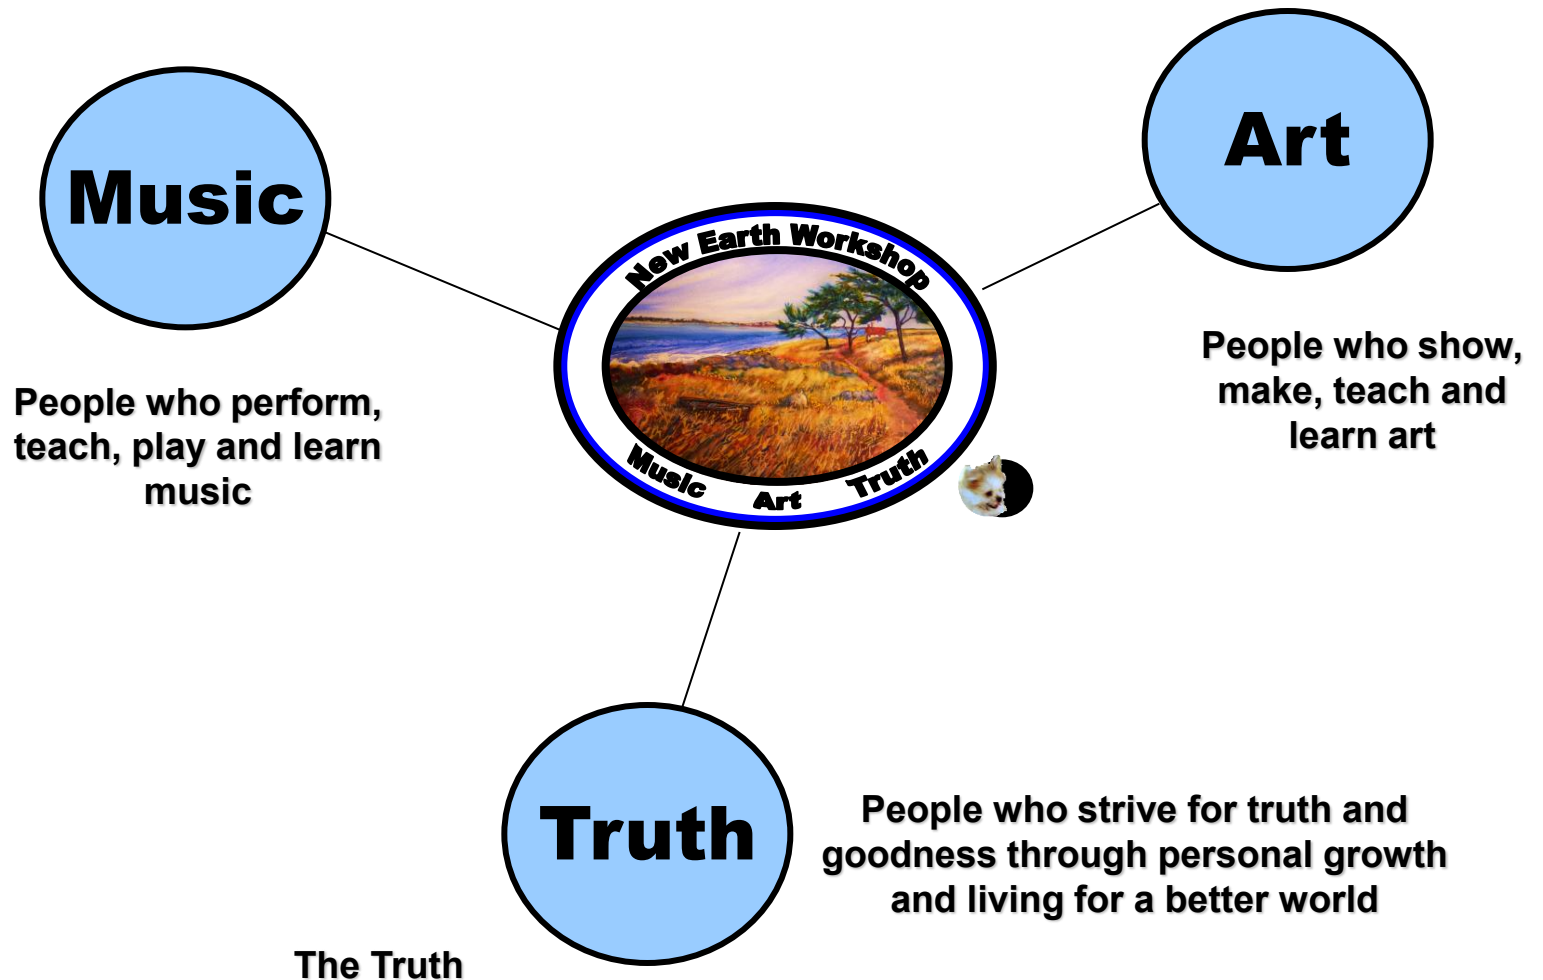 Music
Art
New Earth Workshop
Music Art Truth
People who show,
make, teach and
learn art
People who perform,
teach, play and learn
music
Truth
People who strive for truth and
goodness through personal growth
and living for a better world
The Truth